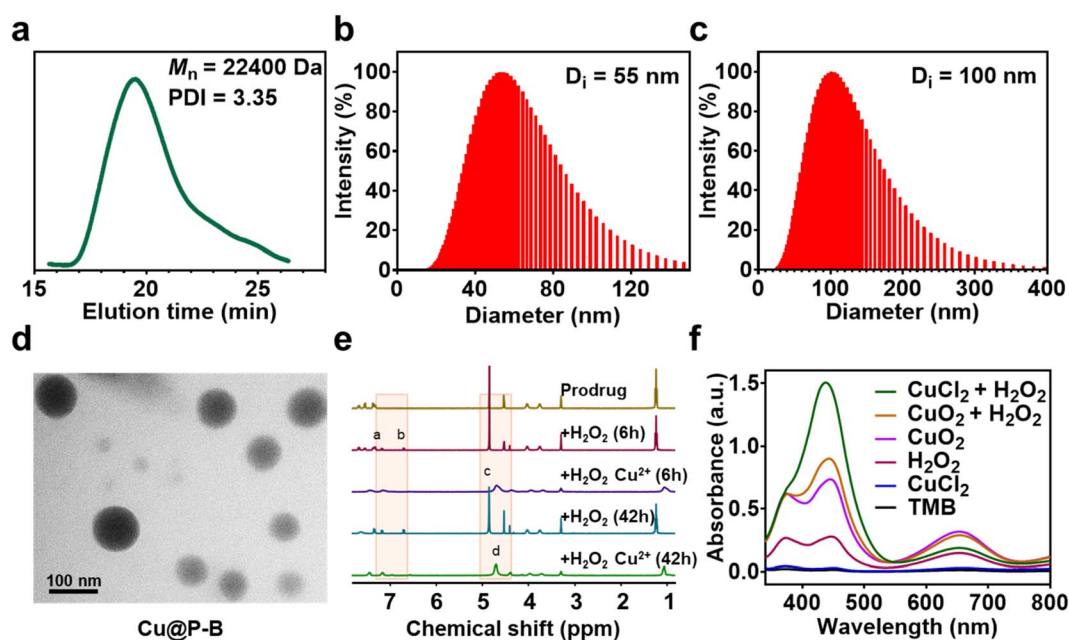 a
Mn = 22400 Da
PDI = 3.35
15 20 25
Elution time (min)
b
Di = 55 nm
Intensity (%)
100
80
60
40
20
0
0 40 80 120
Diameter (nm)
c
Di = 100 nm
Intensity (%)
100
80
60
40
20
0
0 100 200 300 400
Diameter (nm)
d
100 nm
Cu@P-B
e
Prodrug
a b +H2O2 (6h)
+H2O2 Cu2+ (6h)
c
+H2O2 (42h)
d
+H2O2 Cu2+ (42h)
7 6 5 4 3 2 1
Chemical shift (ppm)
f
Absorbance (a.u.)
1.5
1.0
0.5
0.0
CuCl2 + H2O2
CuO2 + H2O2
CuO2
H2O2
CuCl2
TMB
400 500 600 700 800
Wavelength (nm)